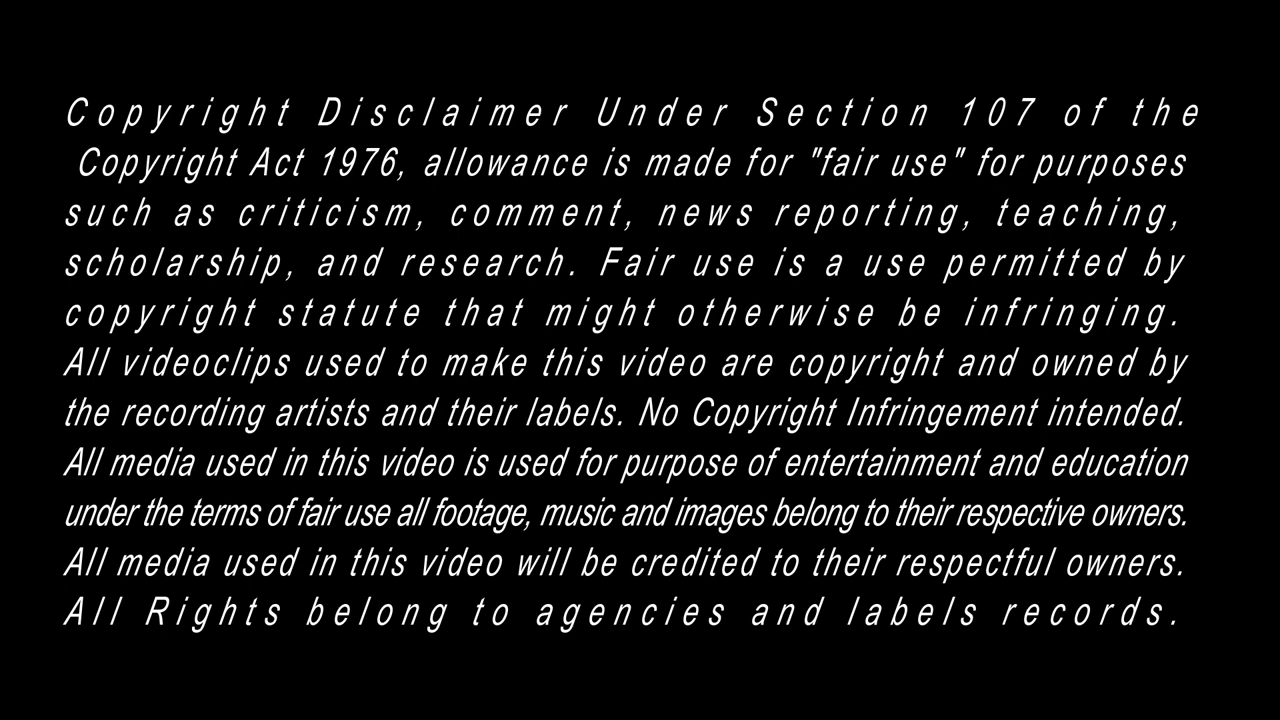 Copyright Disclaimer Under Section 107 of the
Copyright Act 1976, allowance is made for "fair use" for purposes
such as criticism, comment, news reporting, teaching,
scholarship, and research. Fair use is a use permitted by
copyright statute that might otherwise be infringing.
All videoclips used to make this video are copyright and owned by
the recording artists and their labels. No Copyright Infringement intended.
All media used in this video is used for purpose of entertainment and education
under the terms of fair use all footage, music and images belong to their respective owners.
All media used in this video will be credited to their respectful owners.
All Rights belong to agencies and labels records.